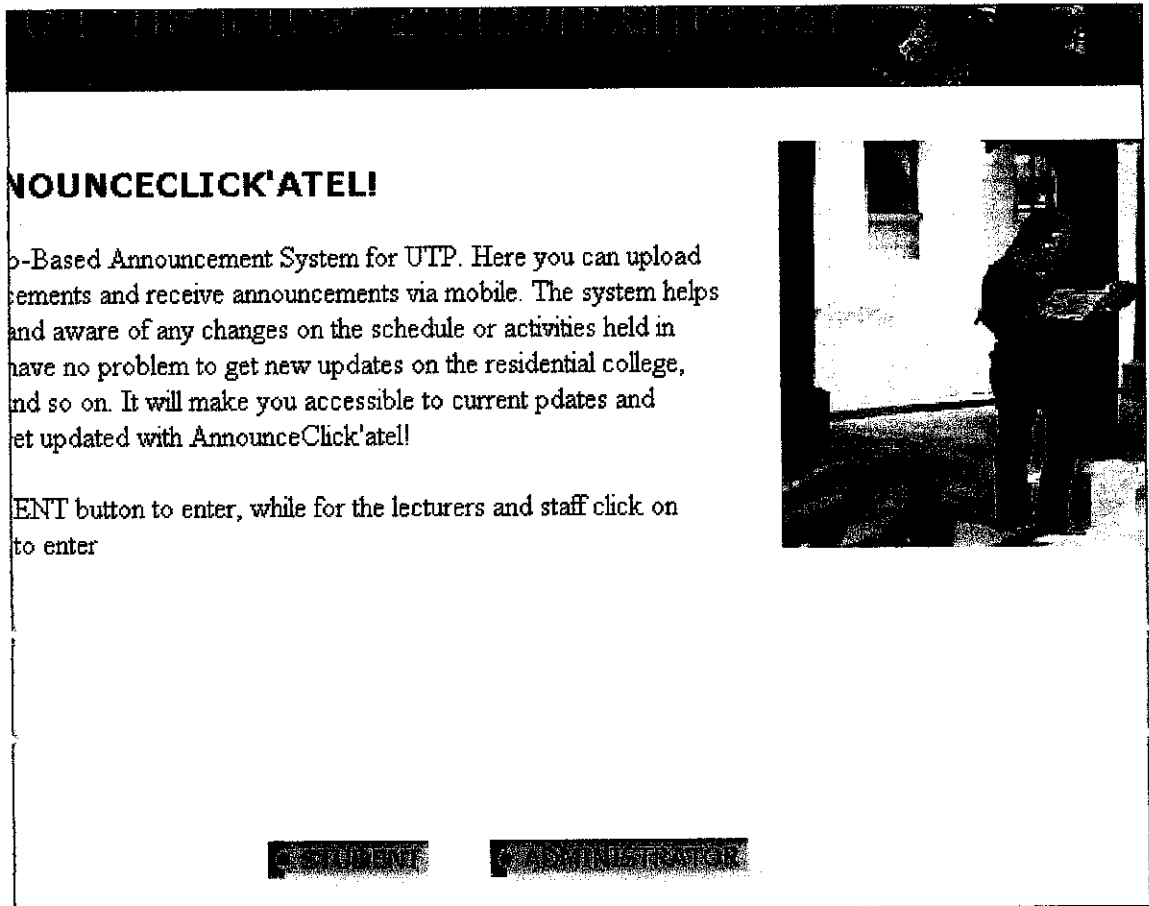 NOUNCECLICK'ATEL!
-Based Announcement System for UTP. Here you can upload
ements and receive announcements via mobile. The system helps
and aware of any changes on the schedule or activities held in
have no problem to get new updates on the residential college,
nd so on. It will make you accessible to current pdates and
et updated with AnnounceClick'atel!
ENT button to enter, while for the lecturers and staff click on
to enter
STUDENT
ADMINISTRATOR